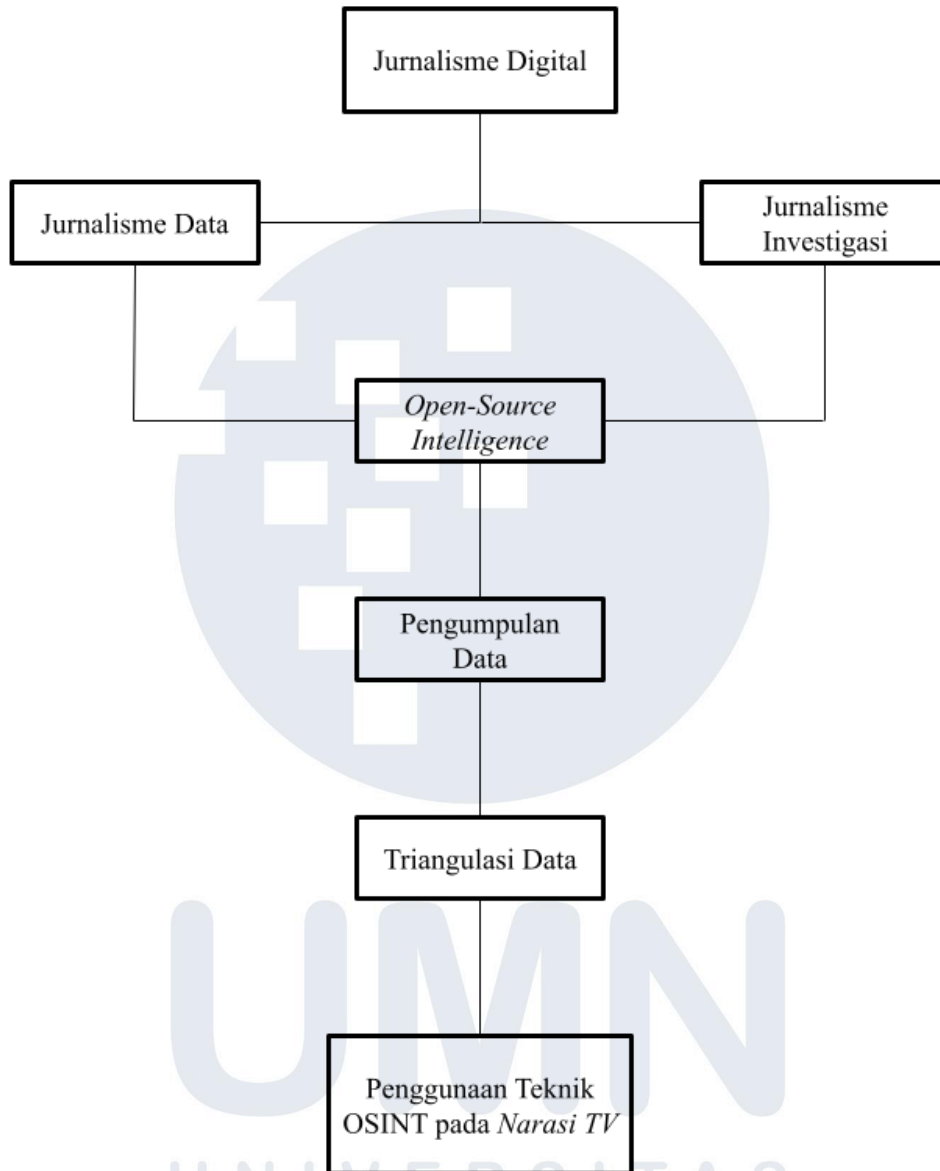 Jurnalisme Digital
Jurnalisme Data
Jurnalisme
Investigasi
Open-Source
Intelligence
Pengumpulan
Data
Triangulasi Data
UMN
Penggunaan Teknik
OSINT pada Narasi TV
UNIVERSITAS